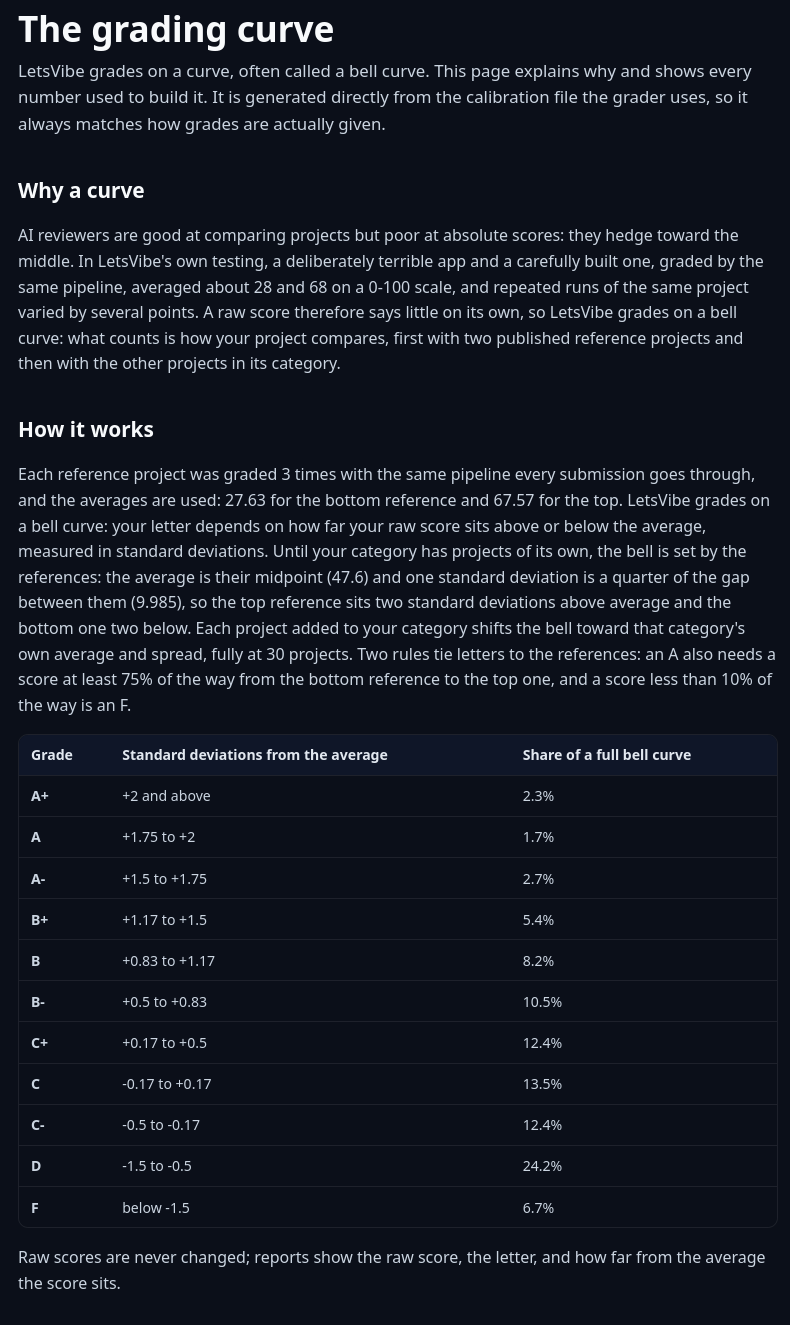 The grading curve
LetsVibe grades on a curve, often called a bell curve. This page explains why and shows every
number used to build it. It is generated directly from the calibration file the grader uses, so it
always matches how grades are actually given.
Why a curve
AI reviewers are good at comparing projects but poor at absolute scores: they hedge toward the
middle. In LetsVibe's own testing, a deliberately terrible app and a carefully built one, graded by the
same pipeline, averaged about 28 and 68 on a 0-100 scale, and repeated runs of the same project
varied by several points. A raw score therefore says little on its own, so LetsVibe grades on a bell
curve: what counts is how your project compares, first with two published reference projects and
then with the other projects in its category.
How it works
Each reference project was graded 3 times with the same pipeline every submission goes through,
and the averages are used: 27.63 for the bottom reference and 67.57 for the top. LetsVibe grades on
a bell curve: your letter depends on how far your raw score sits above or below the average,
measured in standard deviations. Until your category has projects of its own, the bell is set by the
references: the average is their midpoint (47.6) and one standard deviation is a quarter of the gap
between them (9.985), so the top reference sits two standard deviations above average and the
bottom one two below. Each project added to your category shifts the bell toward that category's
own average and spread, fully at 30 projects. Two rules tie letters to the references: an A also needs a
score at least 75% of the way from the bottom reference to the top one, and a score less than 10% of
the way is an F.
Grade Standard deviations from the average Share of a full bell curve
A+ +2 and above 2.3%
A +1.75 to +2 1.7%
A- +1.5 to +1.75 2.7%
B+ +1.17 to +1.5 5.4%
B +0.83 to +1.17 8.2%
B- +0.5 to +0.83 10.5%
C+ +0.17 to +0.5 12.4%
C -0.17 to +0.17 13.5%
C- -0.5 to -0.17 12.4%
D -1.5 to -0.5 24.2%
F below -1.5 6.7%
Raw scores are never changed; reports show the raw score, the letter, and how far from the average
the score sits.